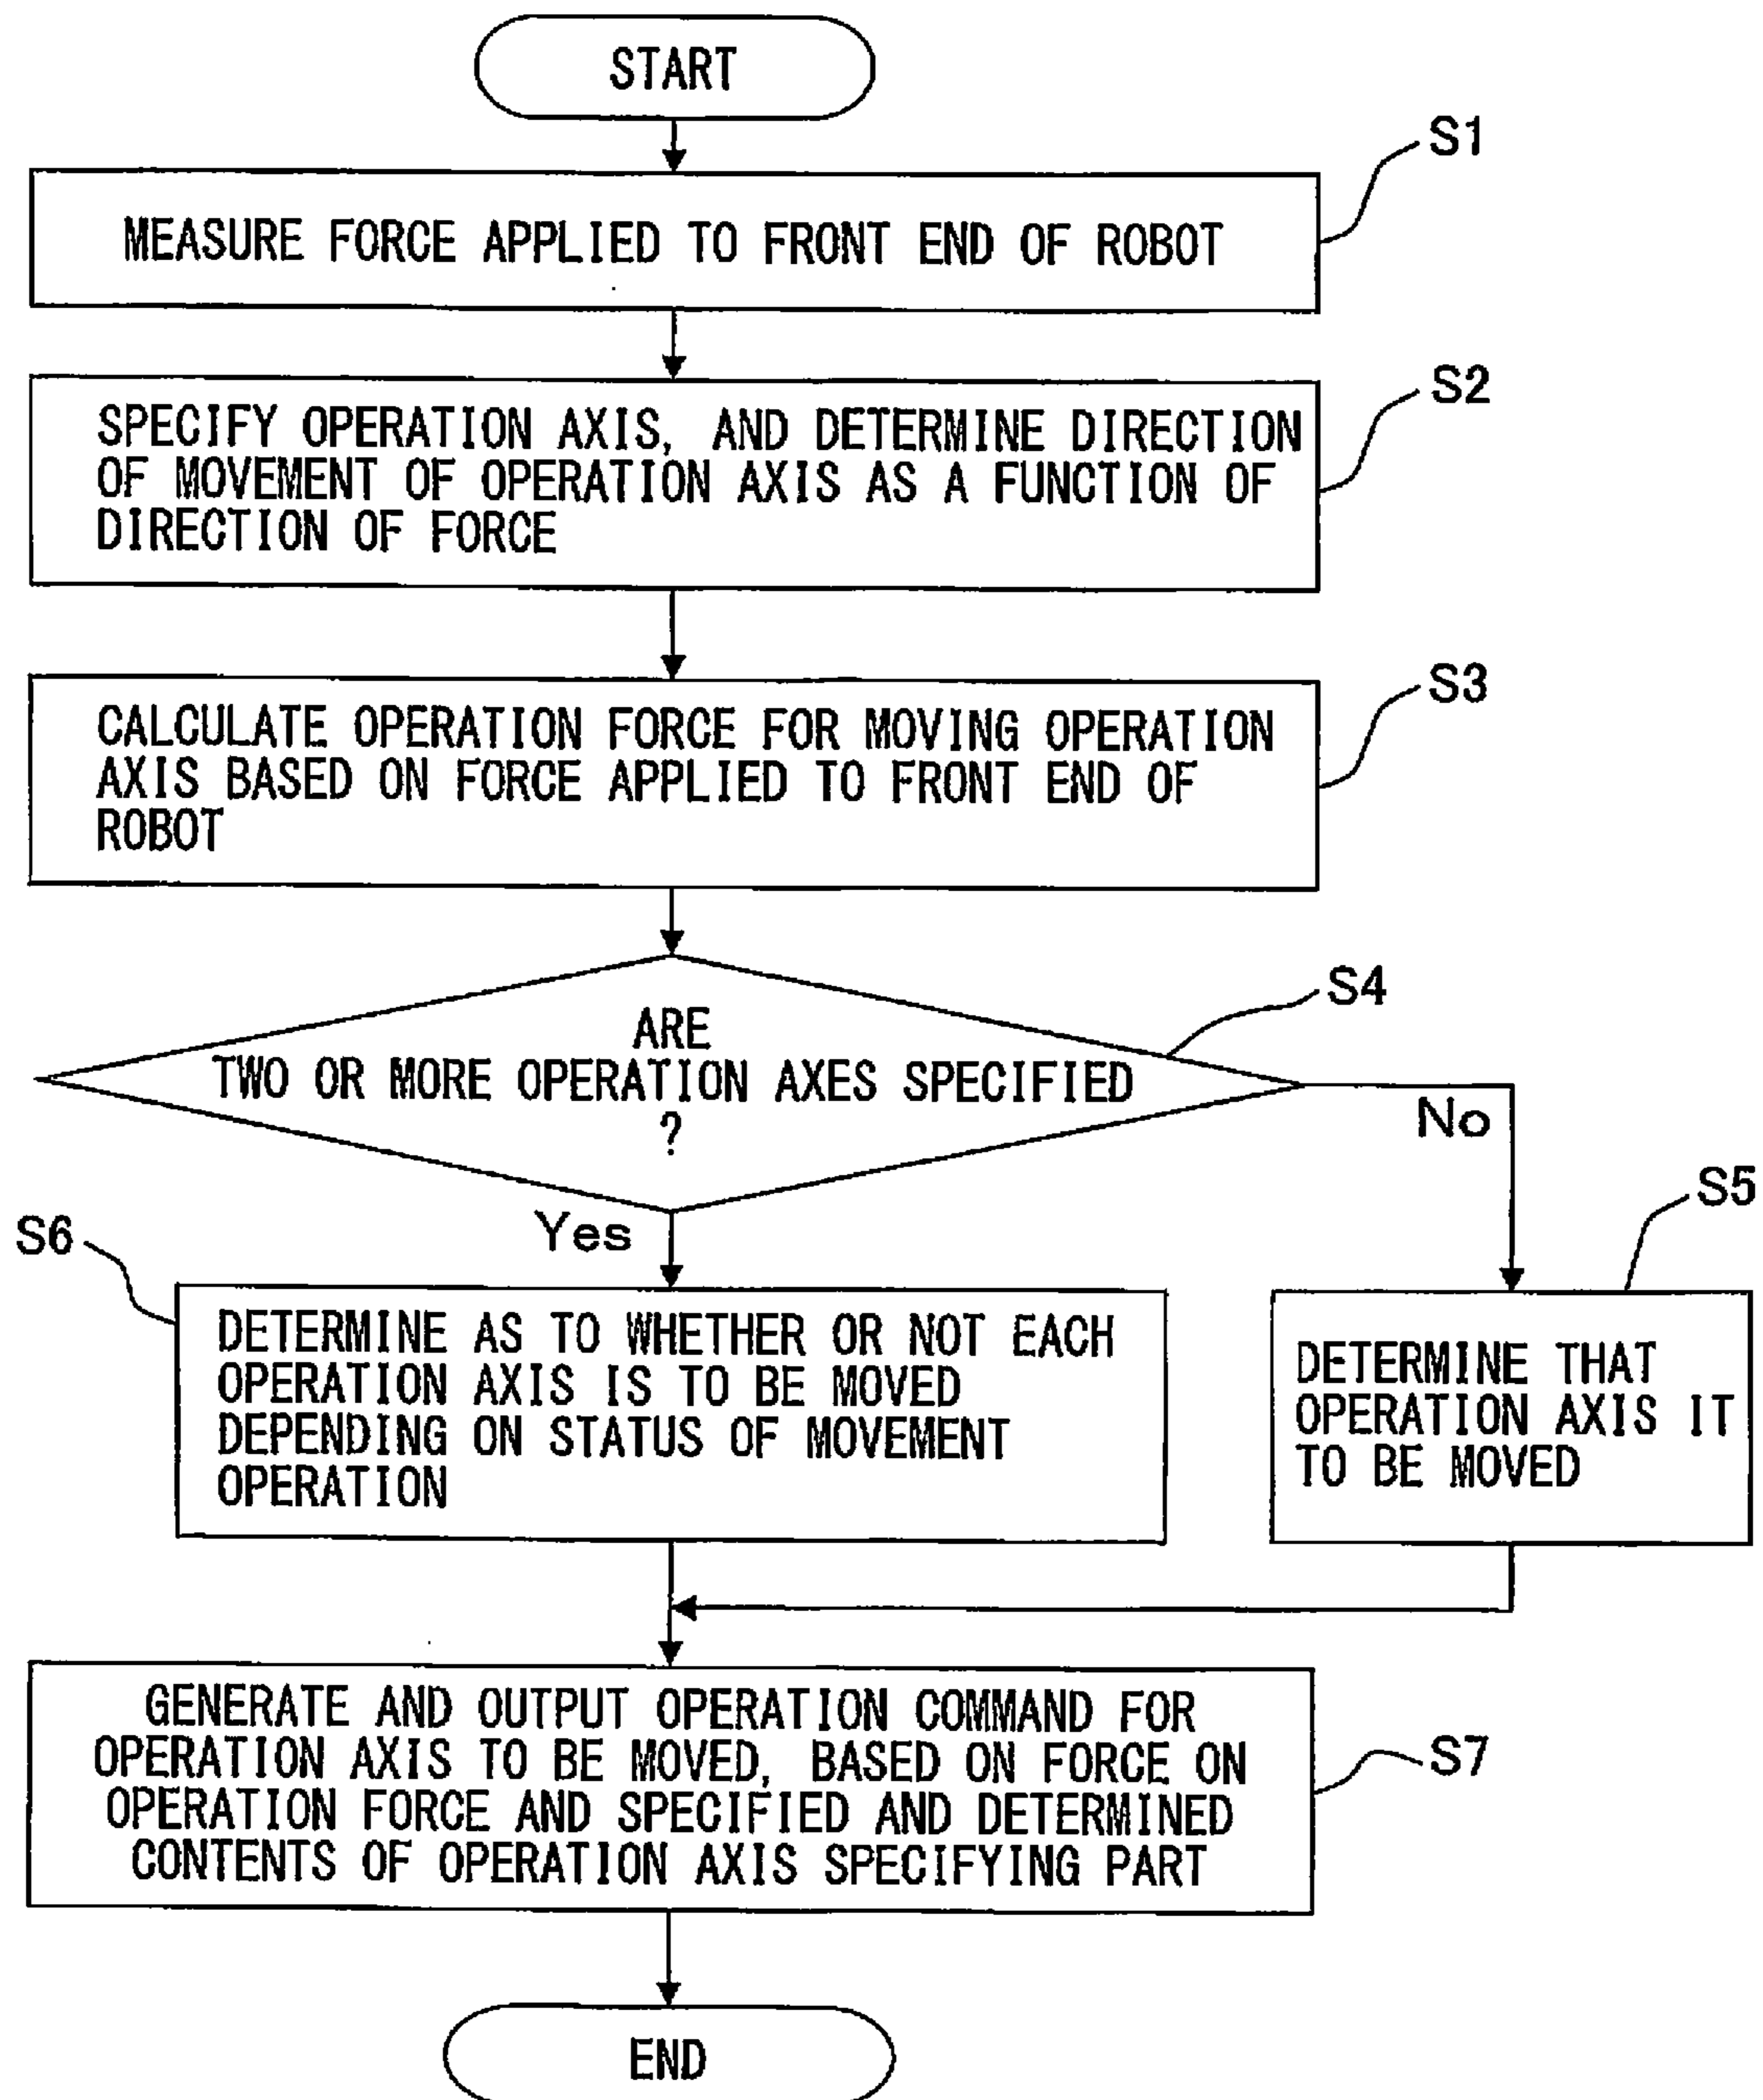 START
S1
MEASURE FORCE APPLIED TO FRONT END OF ROBOT
S2
SPECIFY OPERATION AXIS, AND DETERMINE DIRECTION
OF MOVEMENT OF OPERATION AXIS AS A FUNCTION OF
DIRECTION OF FORCE
S3
CALCULATE OPERATION FORCE FOR MOVING OPERATION
AXIS BASED ON FORCE APPLIED TO FRONT END OF
ROBOT
S4
ARE
TWO OR MORE OPERATION AXES SPECIFIED
?
No
Yes
S5
S6
DETERMINE AS TO WHETHER OR NOT EACH
OPERATION AXIS IS TO BE MOVED
DEPENDING ON STATUS OF MOVEMENT
OPERATION
DETERMINE THAT
OPERATION AXIS IT
TO BE MOVED
GENERATE AND OUTPUT OPERATION COMMAND FOR
OPERATION AXIS TO BE MOVED, BASED ON FORCE ON
OPERATION FORCE AND SPECIFIED AND DETERMINED
CONTENTS OF OPERATION AXIS SPECIFYING PART
S7
END